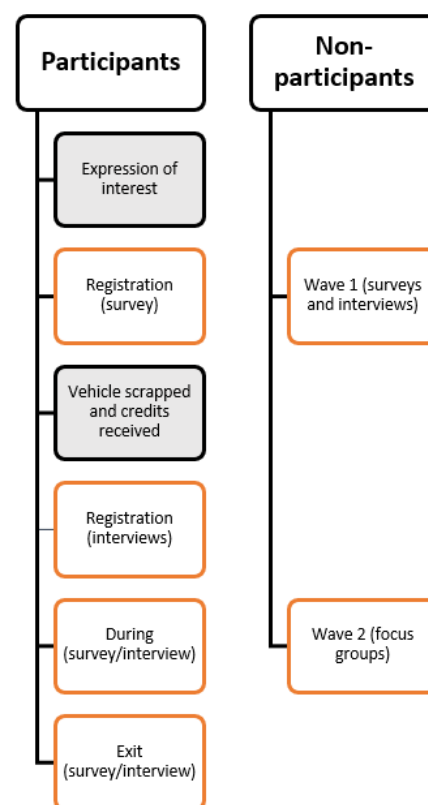 Participants
Expression of
interest
Registration
(survey)
Vehicle scrapped
and credits
received
Registration
(interviews)
During
(survey/interview)
Exit
(survey/interview)
Non-
participants
Wave 1 (surveys
and interviews)
Wave 2 (focus
groups)